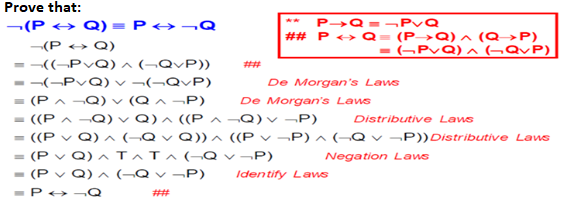 Prove that:
¬(P ↔ Q) ≡ P ↔ ¬Q
** P→Q ≡ ¬P∨Q
## P ↔ Q ≡ (P→Q) ∧ (Q→P)
≡ (¬P∨Q) ∧ (¬Q∨P)
¬(P ↔ Q)
≡ ¬((¬P∨Q) ∧ (¬Q∨P)) ##
≡ ¬(¬P∨Q) ∨ ¬(¬Q∨P) De Morgan's Laws
≡ (P ∧ ¬Q) ∨ (Q ∧ ¬P) De Morgan's Laws
≡ ((P ∧ ¬Q) ∨ Q) ∧ ((P ∧ ¬Q) ∨ ¬P) Distributive Laws
≡ ((P ∨ Q) ∧ (¬Q ∨ Q)) ∧ ((P ∨ ¬P) ∧ (¬Q ∨ ¬P)) Distributive Laws
≡ (P ∨ Q) ∧ T ∧ T ∧ (¬Q ∨ ¬P) Negation Laws
≡ (P ∨ Q) ∧ (¬Q ∨ ¬P) Identify Laws
≡ P ↔ ¬Q ##